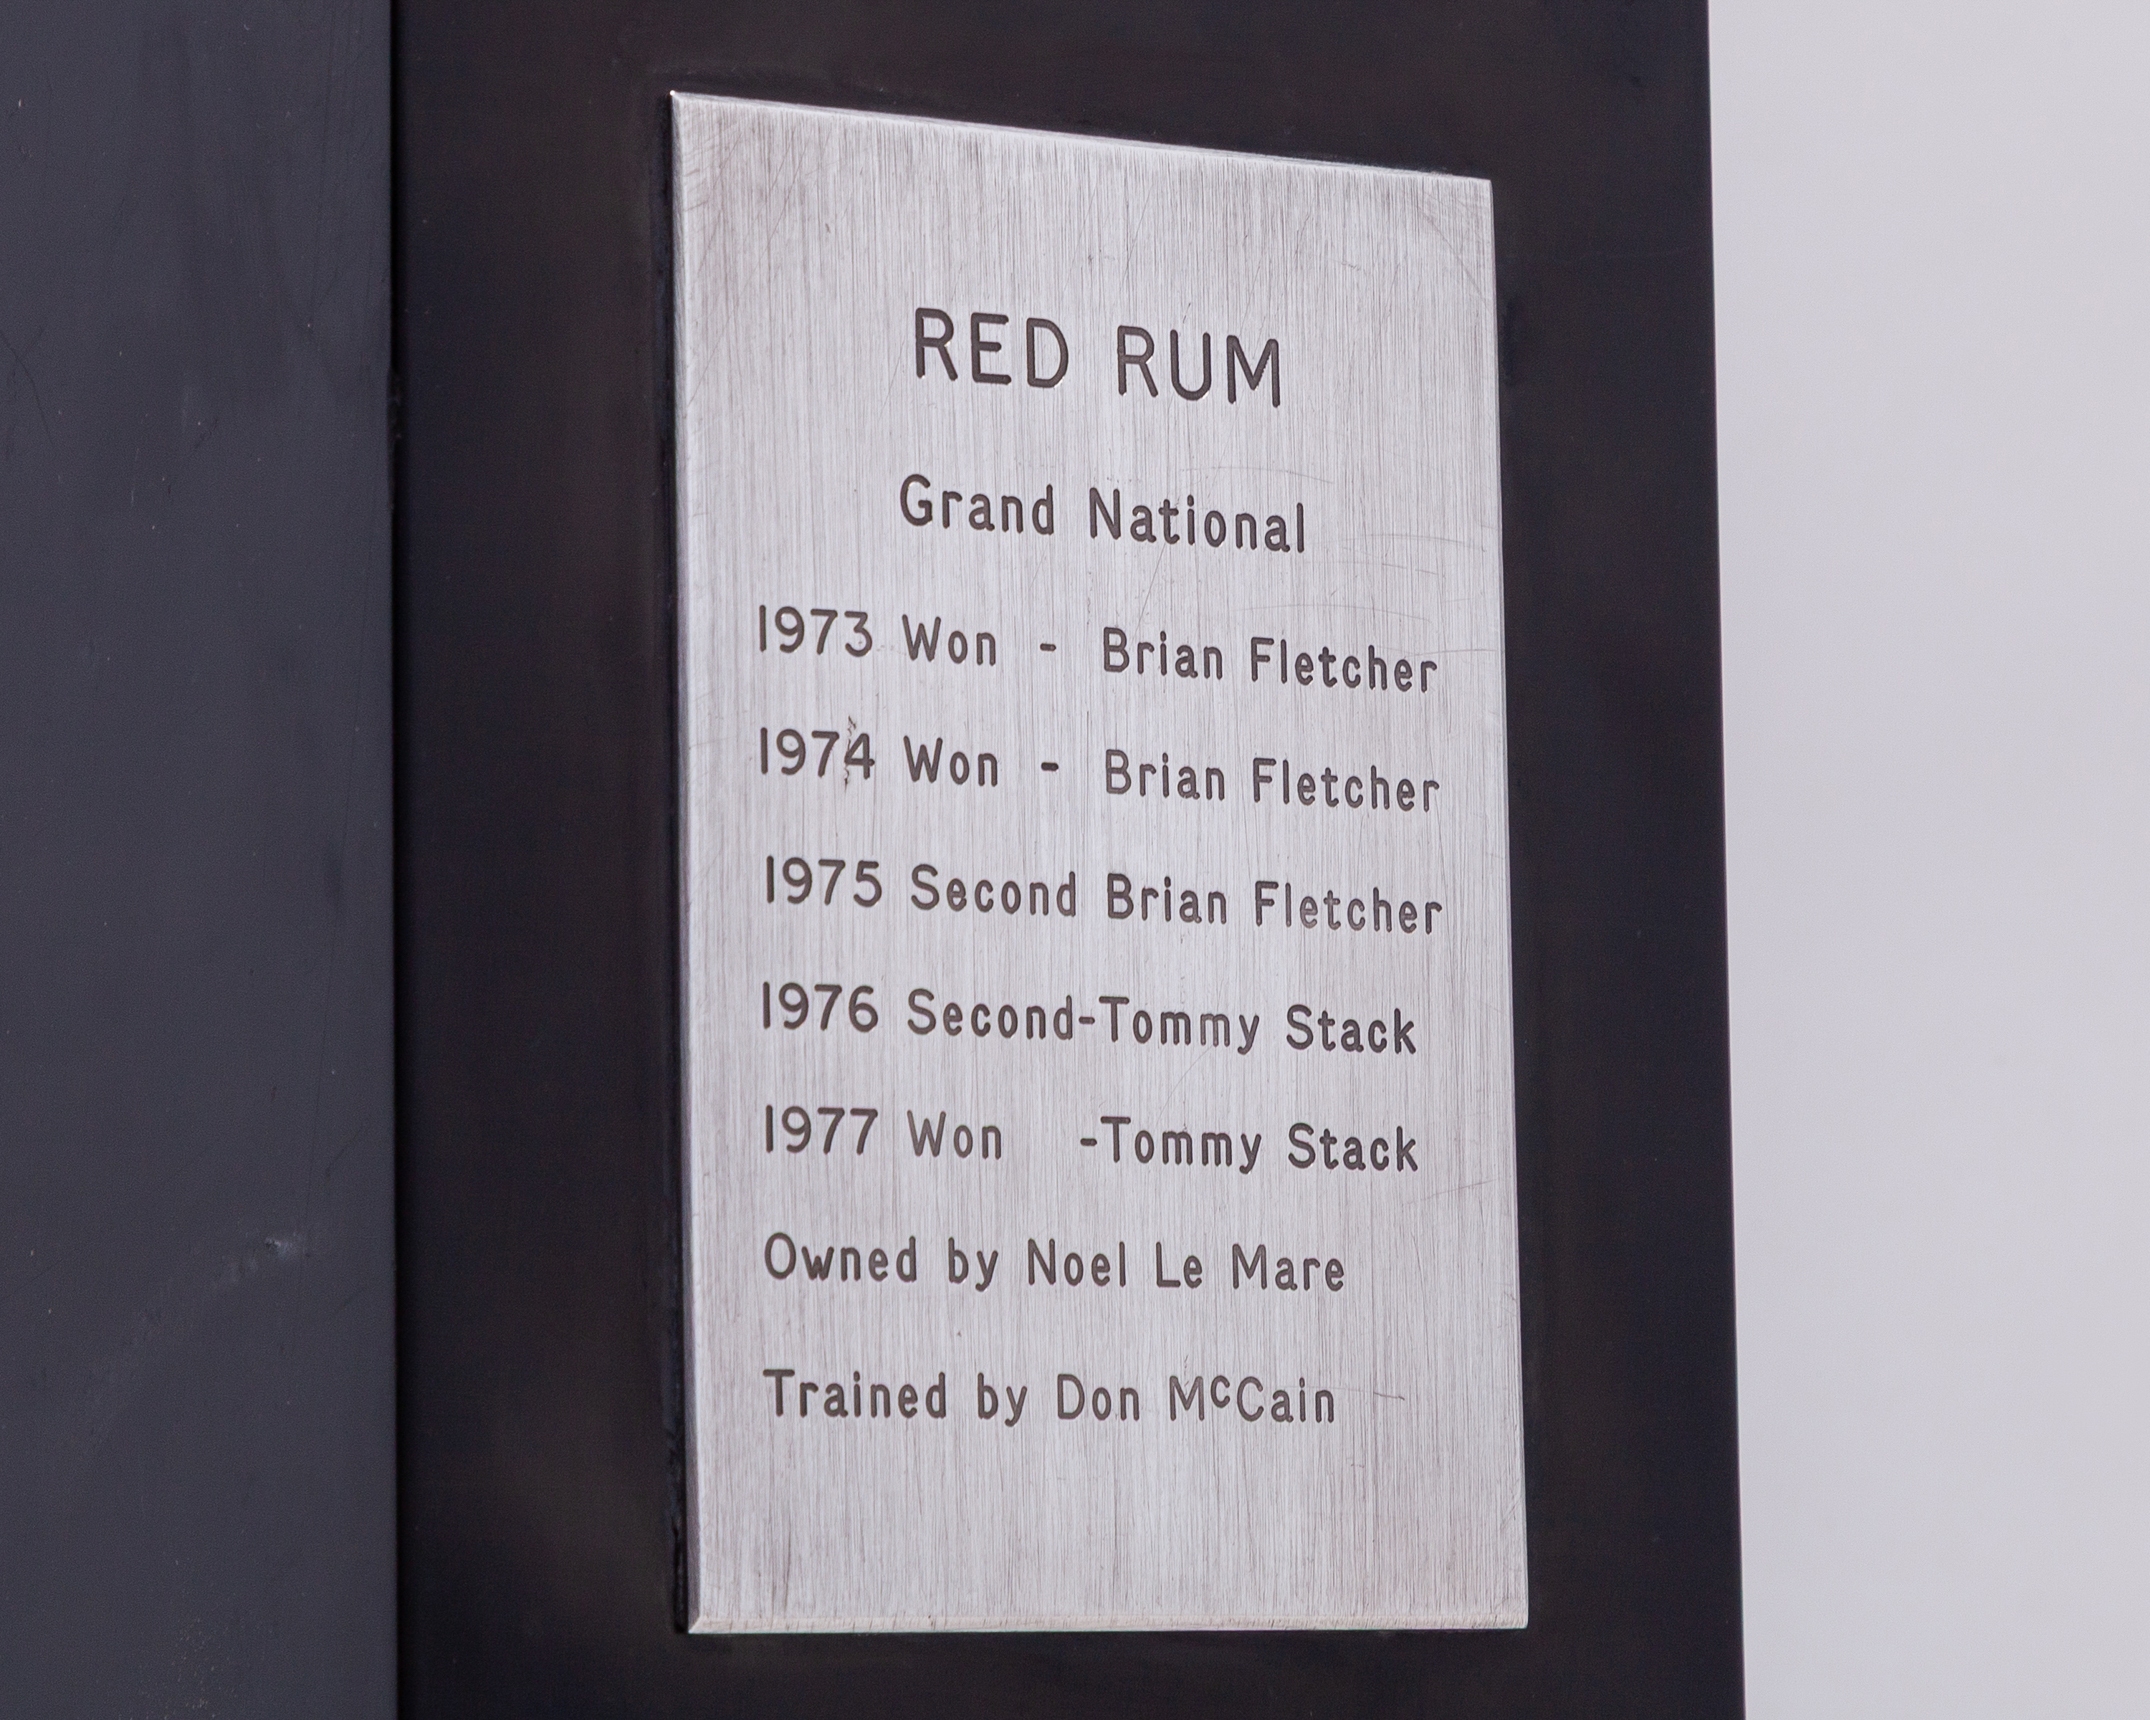 RED RUM
Grand National
1973 Won - Brian Fletcher
1974 Won - Brian Fletcher
1975 Second Brian Fletcher
1976 Second-Tommy Stack
1977 Won -Tommy Stack
Owned by Noel Le Mare
Trained by Don McCain